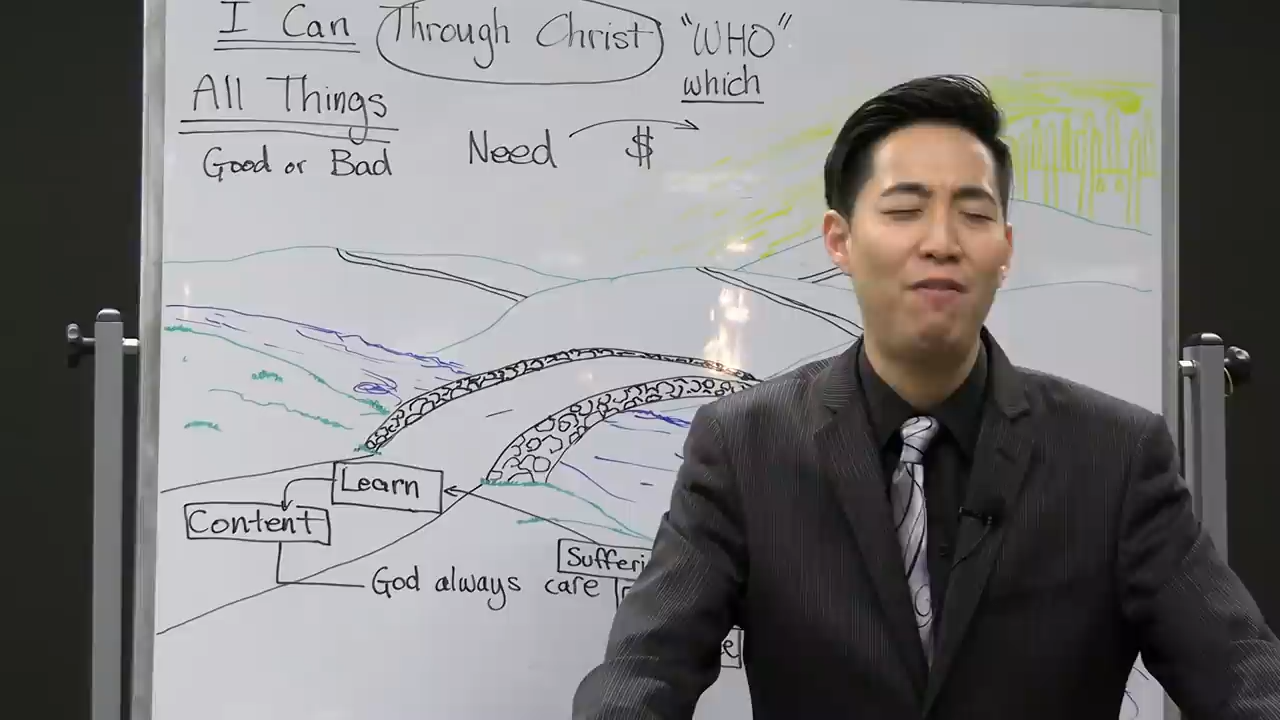 I Can Through Christ "WHO"
which
All Things
Good or Bad
Need $
Learn
Content
God always care